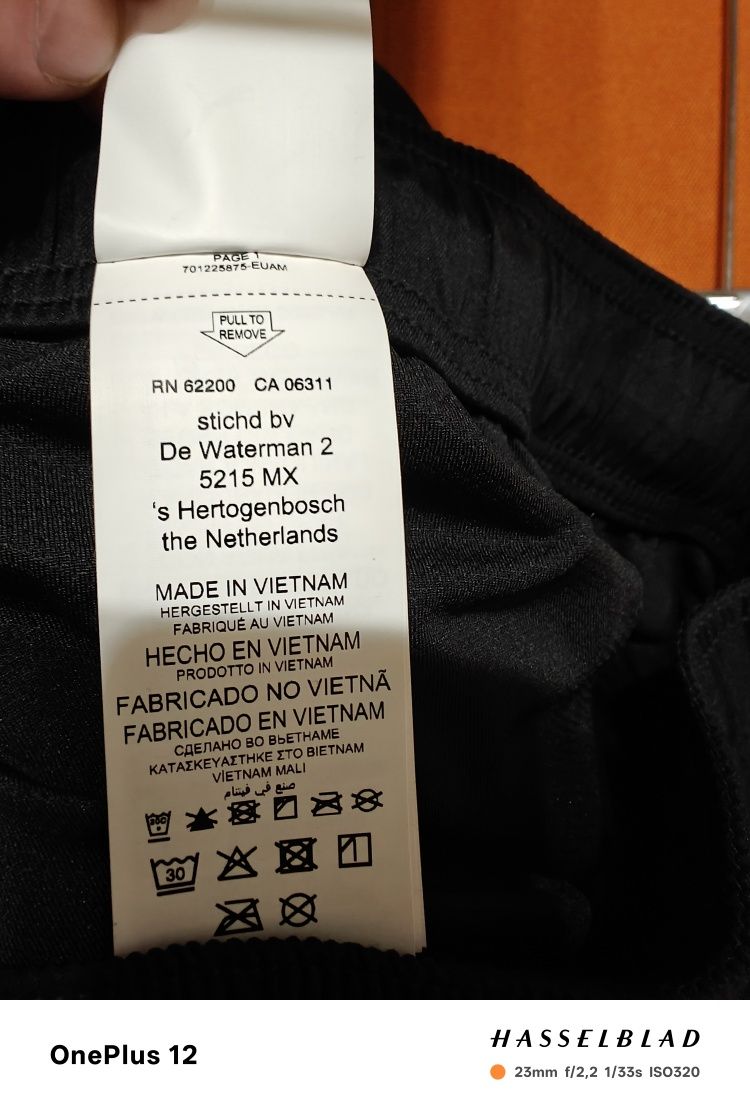 PAGE 1
701225875-EUAM
PULL TO
REMOVE
RN 62200 CA 06311
stichd bv
De Waterman 2
5215 MX
's Hertogenbosch
the Netherlands
MADE IN VIETNAM
HERGESTELLT IN VIETNAM
FABRIQUÉ AU VIETNAM
HECHO EN VIETNAM
PRODOTTO IN VIETNAM
FABRICADO NO VIETNÃ
FABRICADO EN VIETNAM
СДЕЛАНО ВО ВЬЕТНАМЕ
ΚΑΤΑΣΚΕΥΑΣΤΗΚΕ ΣΤΟ ΒΙΕΤΝΑΜ
VİETNAM MALI
صنع في فيتنام
30C
30
OnePlus 12
HASSELBLAD
23mm f/2,2 1/33s ISO320